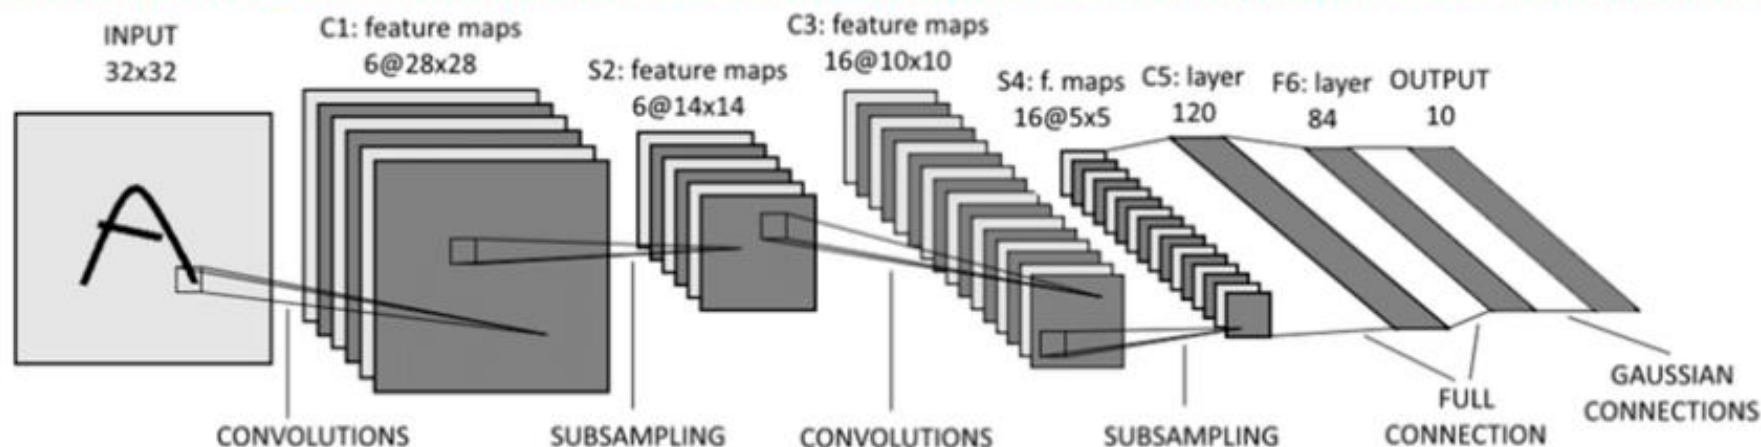 INPUT
32x32
C1: feature maps
6@28x28
S2: feature maps
6@14x14
C3: feature maps
16@10x10
S4: f. maps
16@5x5
C5: layer
120
F6: layer
84
OUTPUT
10
CONVOLUTIONS
SUBSAMPLING
CONVOLUTIONS
SUBSAMPLING
FULL
CONNECTION
GAUSSIAN
CONNECTIONS